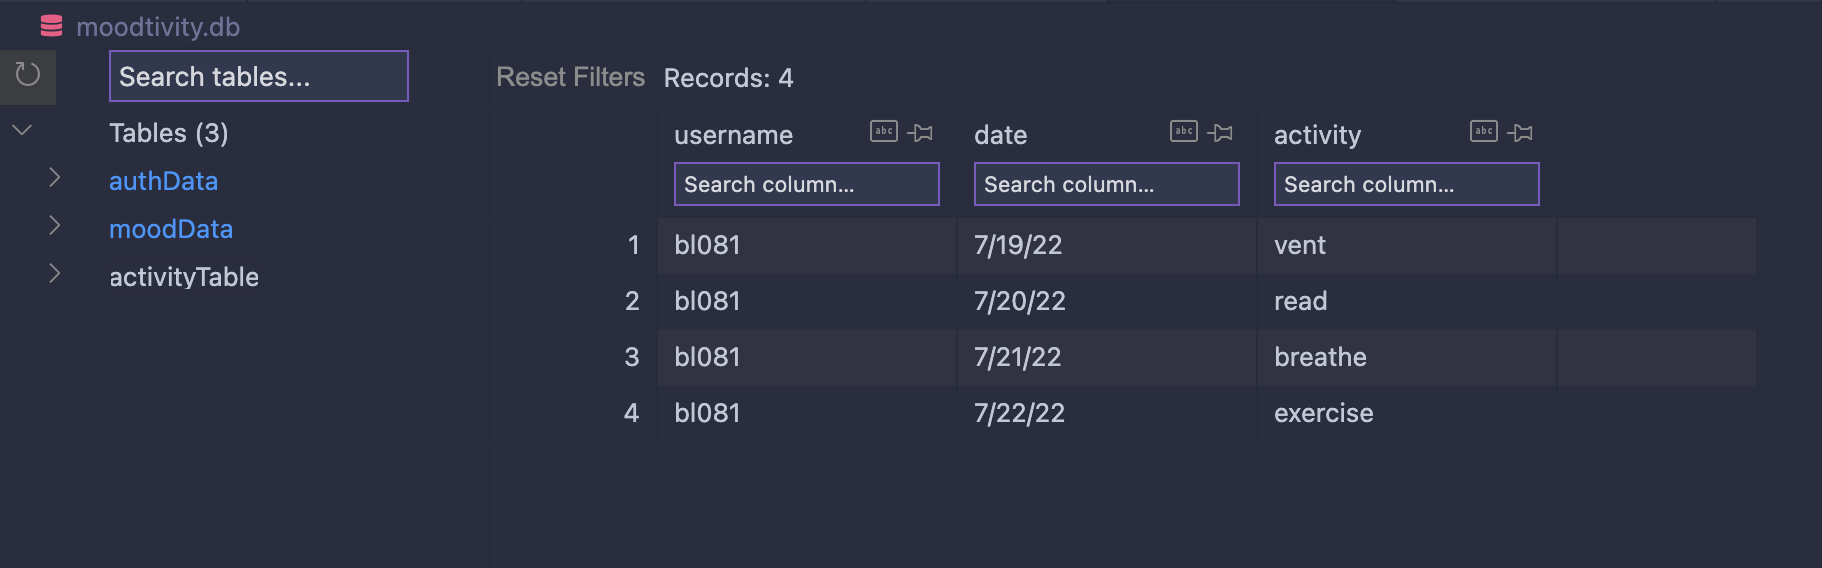 moodtivity.db
Search tables...
Reset Filters Records: 4
Tables (3)
authData
moodData
activityTable
username abc date abc activity abc
Search column... Search column... Search column...
1 bl081 7/19/22 vent
2 bl081 7/20/22 read
3 bl081 7/21/22 breathe
4 bl081 7/22/22 exercise